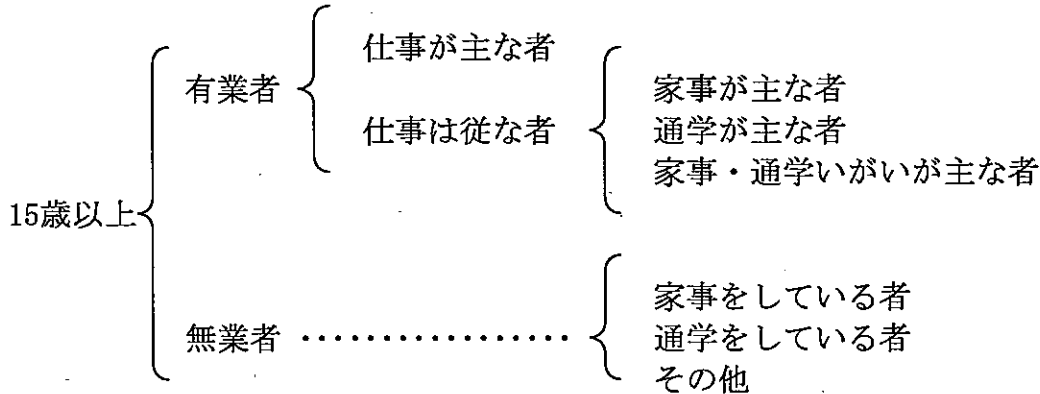 15歳以上
有業者
仕事が主な者
仕事は従な者
家事が主な者
通学が主な者
家事・通学いがいが主な者
無業者 ・・・・・・・・・・・・・・・・
家事をしている者
通学をしている者
その他